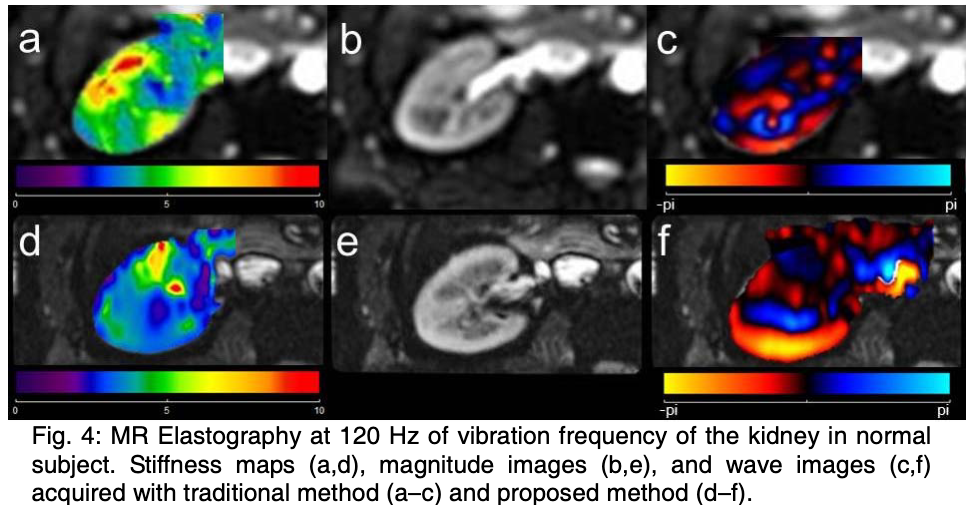 a b c
0 5 10 -pi pi
d e f
0 5 10 -pi pi
Fig. 4: MR Elastography at 120 Hz of vibration frequency of the kidney in normal
subject. Stiffness maps (a,d), magnitude images (b,e), and wave images (c,f)
acquired with traditional method (a–c) and proposed method (d–f).